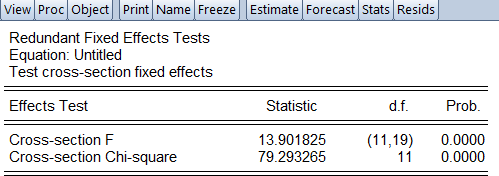 View Proc Object Print Name Freeze Estimate Forecast Stats Resids
Redundant Fixed Effects Tests
Equation: Untitled
Test cross-section fixed effects
Effects Test Statistic d.f. Prob.
Cross-section F 13.901825 (11,19) 0.0000
Cross-section Chi-square 79.293265 11 0.0000